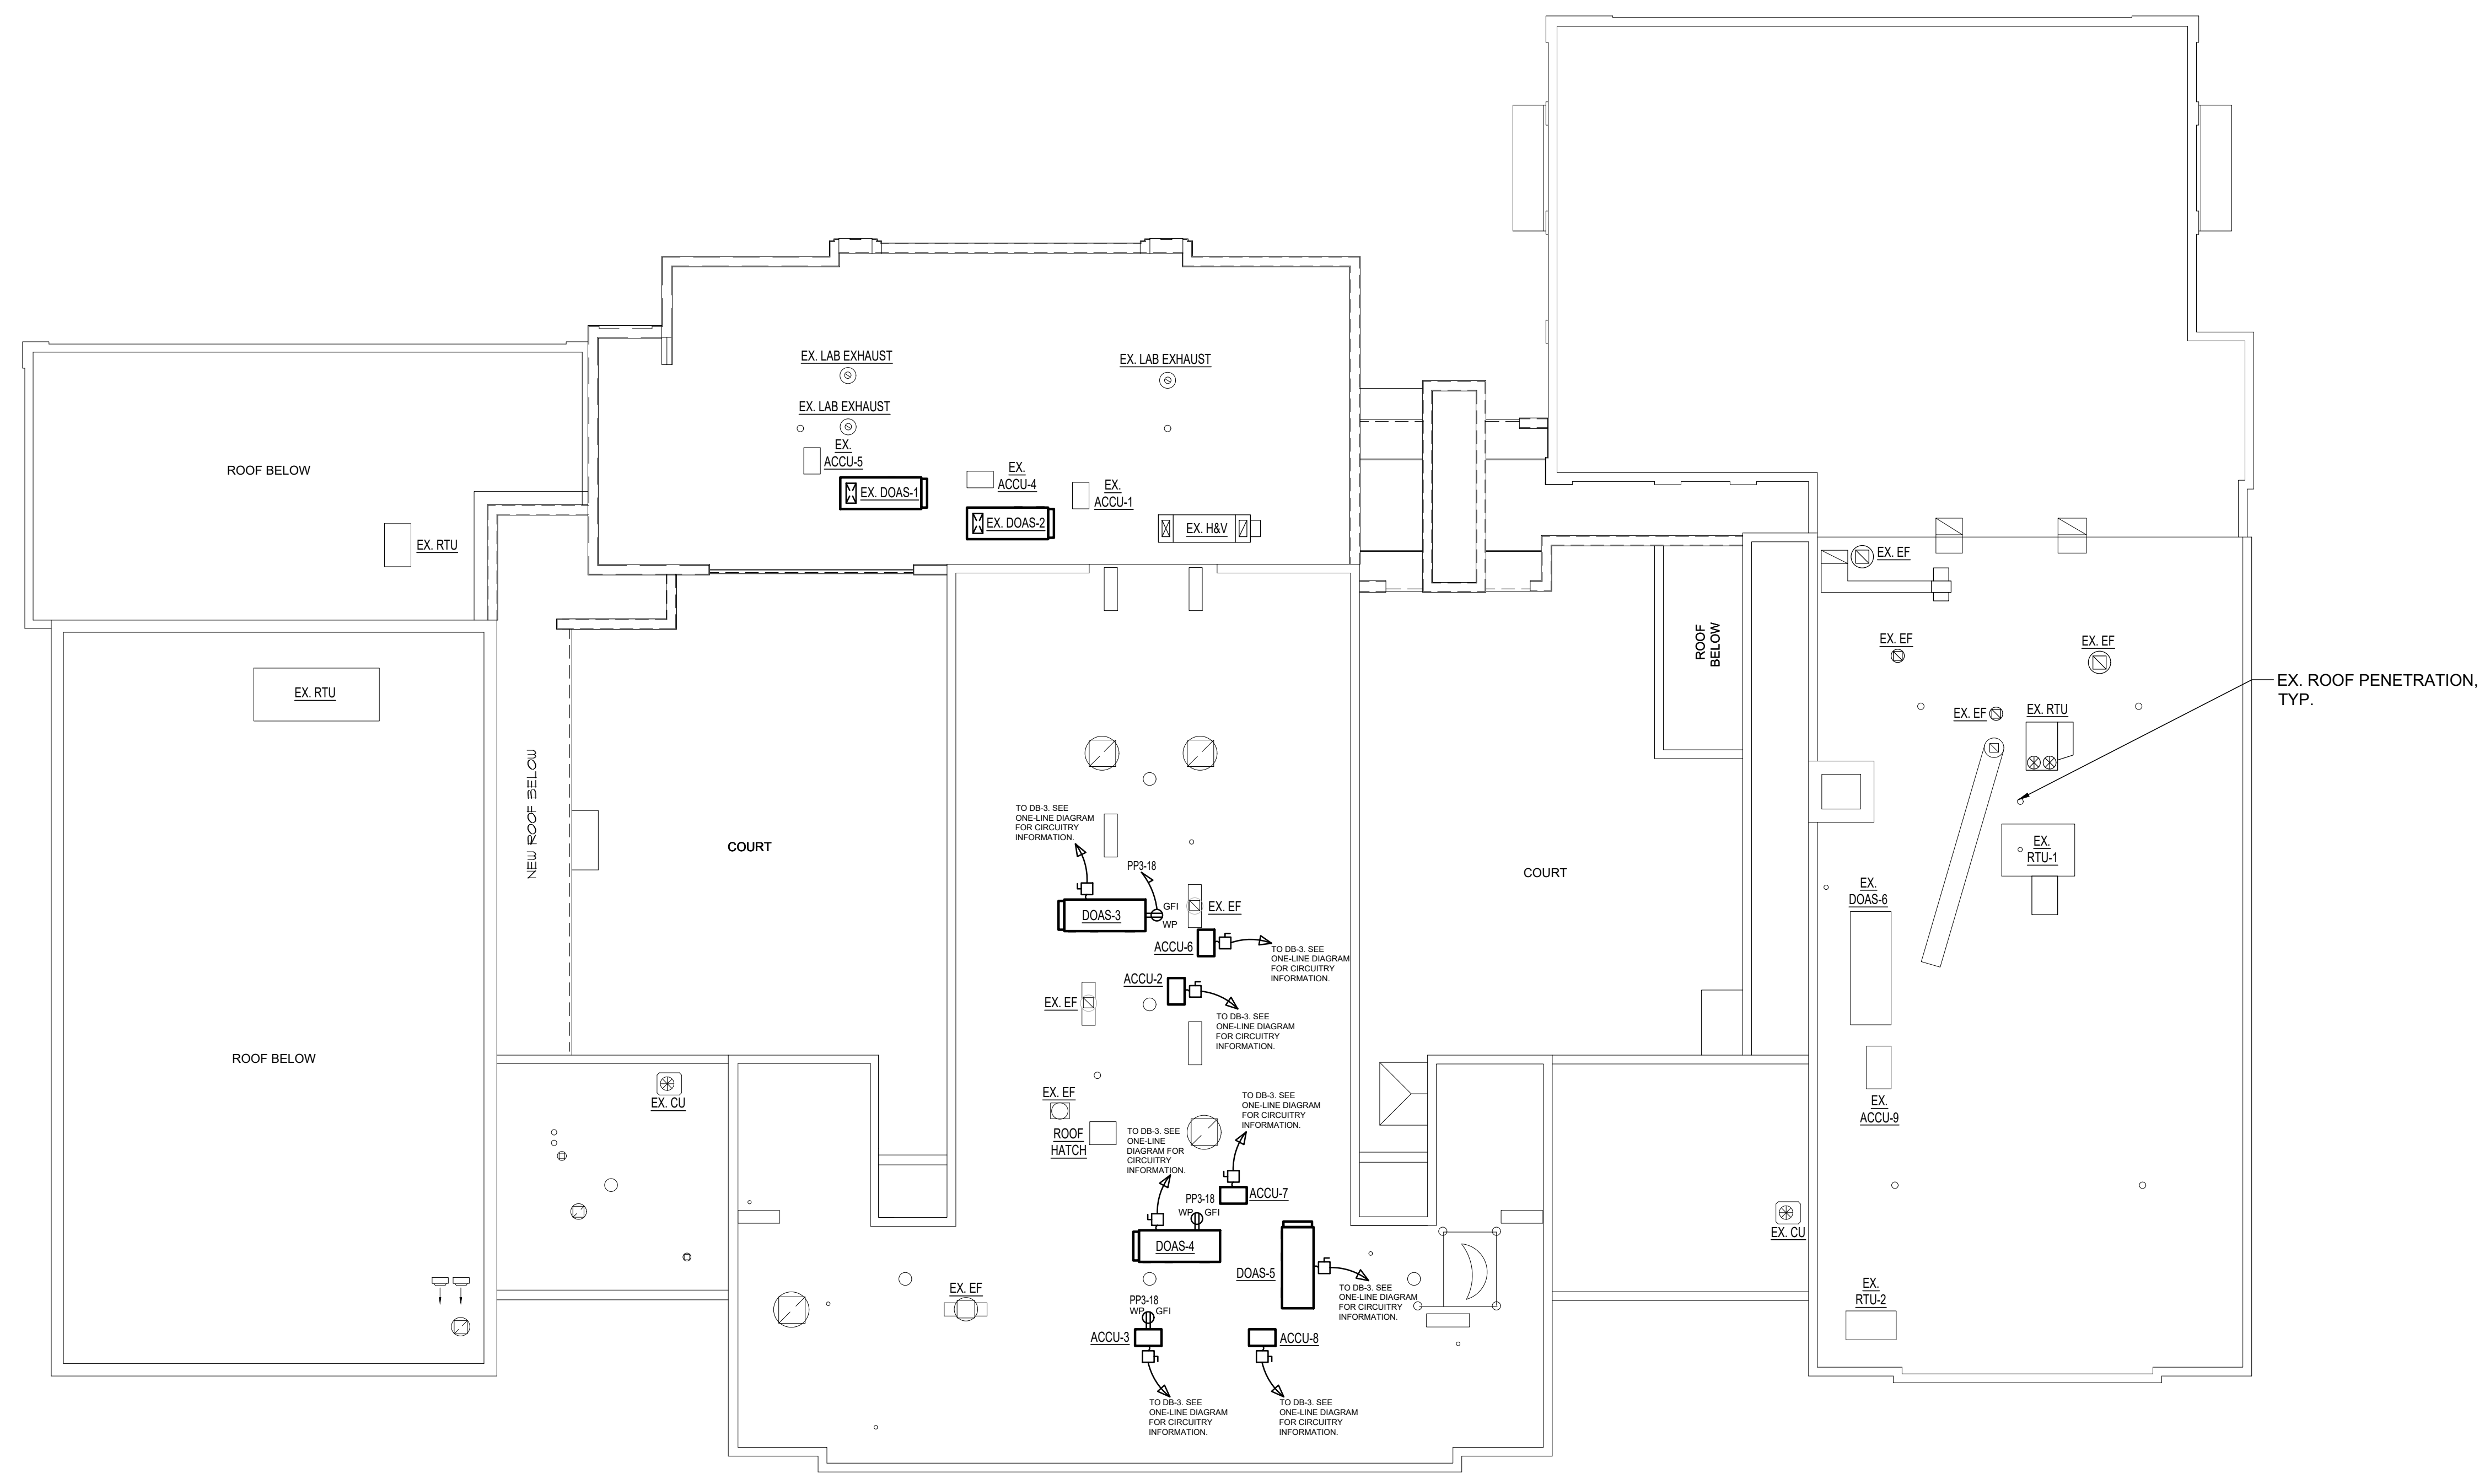 EX. LAB EXHAUST
EX. LAB EXHAUST
EX. LAB EXHAUST
EX.
ACCU-5
EX. DOAS-1
EX.
ACCU-4
EX. DOAS-2
EX.
ACCU-1
EX. H&V
ROOF BELOW
EX. RTU
EX. RTU
NEW ROOF BELOW
ROOF BELOW
COURT
COURT
ROOF
BELOW
EX. EF
EX. EF
EX. EF
EX. EF
EX. RTU
EX. ROOF PENETRATION,
TYP.
EX.
RTU-1
EX.
DOAS-6
EX.
ACCU-9
EX. CU
EX.
RTU-2
TO DB-3. SEE
ONE-LINE DIAGRAM
FOR CIRCUITRY
INFORMATION.
PP3-18
DOAS-3
GFI
WP
EX. EF
ACCU-6
TO DB-3. SEE
ONE-LINE DIAGRAM
FOR CIRCUITRY
INFORMATION.
ACCU-2
EX. EF
TO DB-3. SEE
ONE-LINE DIAGRAM
FOR CIRCUITRY
INFORMATION.
EX. CU
EX. EF
ROOF
HATCH
TO DB-3. SEE
ONE-LINE DIAGRAM
FOR CIRCUITRY
INFORMATION.
TO DB-3. SEE
ONE-LINE
DIAGRAM FOR
CIRCUITRY
INFORMATION.
ACCU-7
PP3-18
WP GFI
DOAS-4
DOAS-5
TO DB-3. SEE
ONE-LINE DIAGRAM
FOR CIRCUITRY
INFORMATION.
EX. EF
PP3-18
WP GFI
ACCU-3
ACCU-8
TO DB-3. SEE
ONE-LINE DIAGRAM
FOR CIRCUITRY
INFORMATION.
TO DB-3. SEE
ONE-LINE DIAGRAM
FOR CIRCUITRY
INFORMATION.